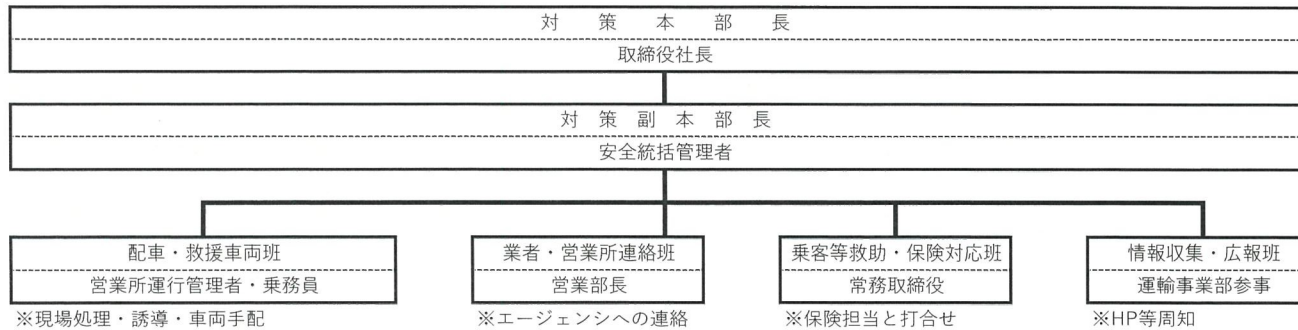 対策本部長
取締役社長
対策副本部長
安全統括管理者
配車・救援車両班
営業所運行管理者・乗務員
※現場処理・誘導・車両手配
業者・営業所連絡班
営業部長
※エージェンシへの連絡
乗客等救助・保険対応班
常務取締役
※保険担当と打合せ
情報収集・広報班
運輸事業部参事
※HP等周知